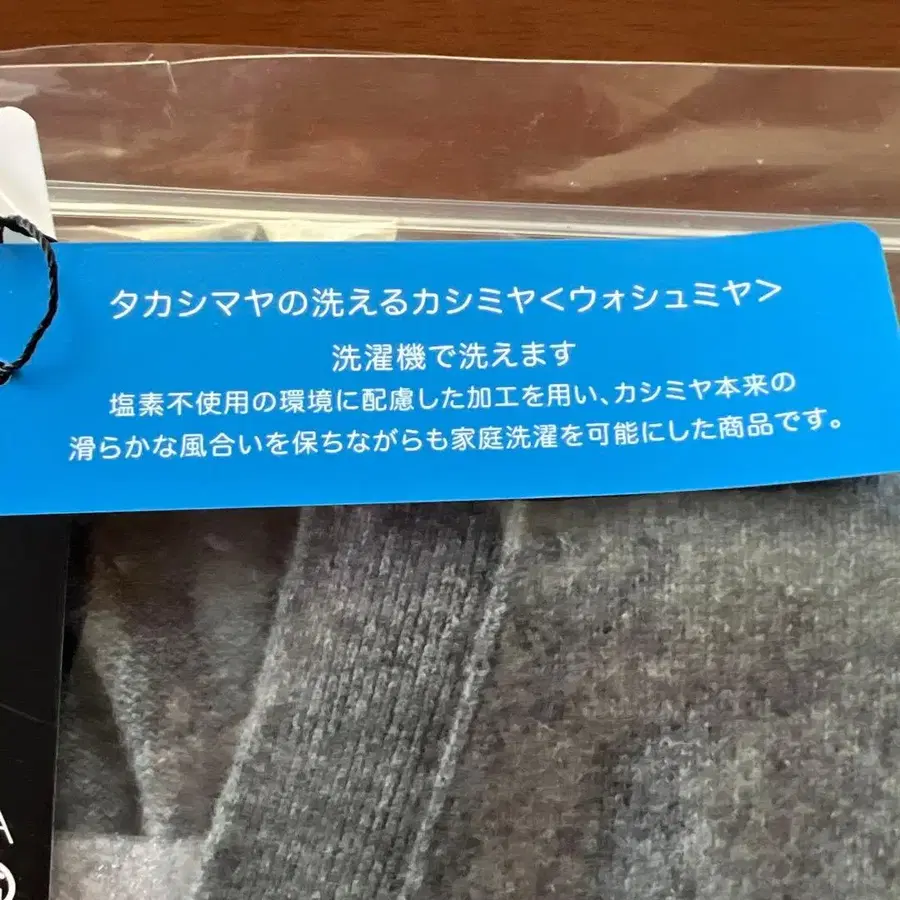 タカシマヤの洗えるカシミヤ<ウォシュミヤ>
洗濯機で洗えます
塩素不使用の環境に配慮した加工を用い、カシミヤ本来の
滑らかな風合いを保ちながらも家庭洗濯を可能にした商品です。
A